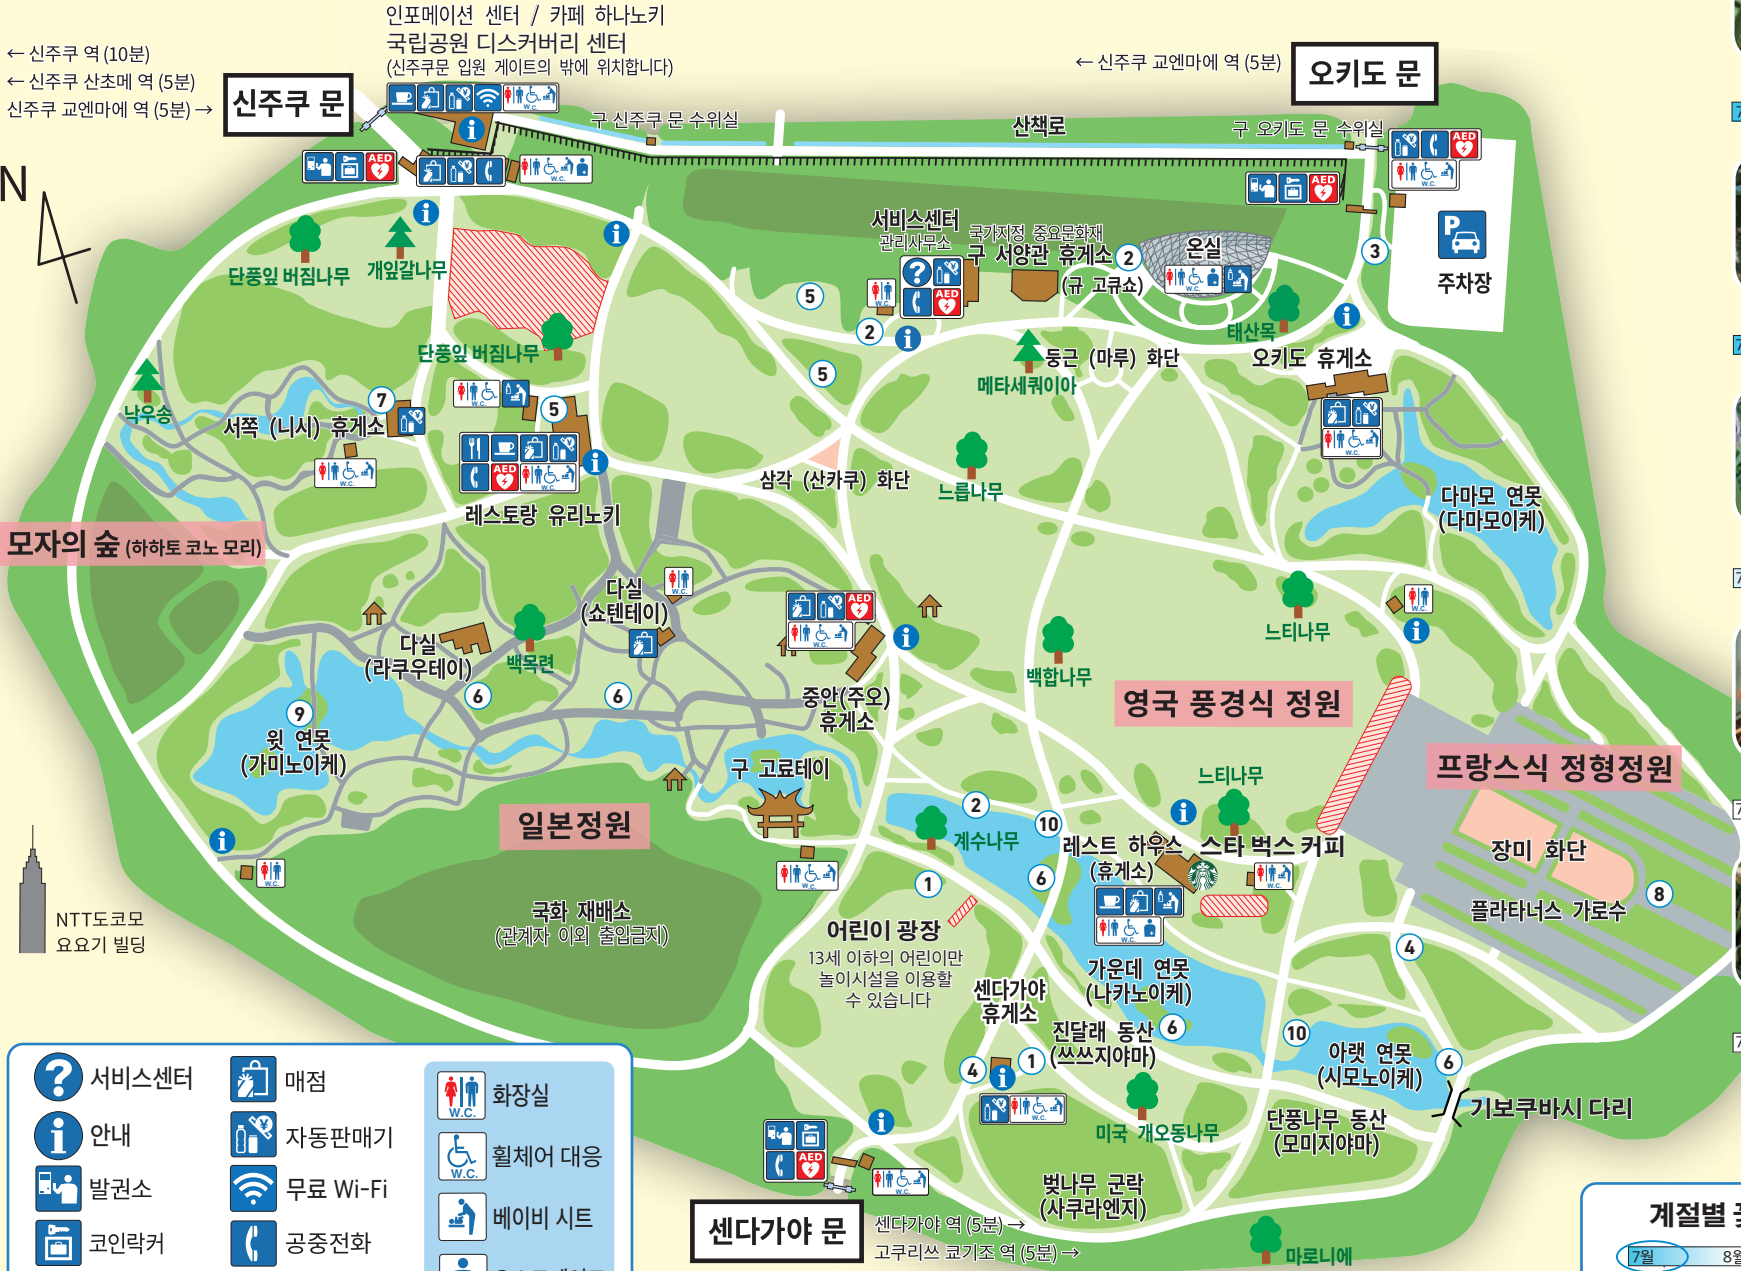 인포메이션 센터 / 카페 하나노키
국립공원 디스커버리 센터
(신주쿠문 입원 게이트의 밖에 위치합니다)
← 신주쿠 역 (10분)
← 신주쿠 산초메 역 (5분)
신주쿠 교엔마에 역 (5분) →
신주쿠 문
← 신주쿠 교엔마에 역 (5분)
오키도 문
구 신주쿠 문 수위실
산책로
구 오키도 문 수위실
N
AED
W.C.
P
주차장
서비스센터
관리사무소
국가지정 중요문화재
구 서양관 휴게소
(규 고큐쇼)
2
온실
3
단풍잎 버짐나무
개잎갈나무
5
2
태산목
단풍잎 버짐나무
메타세쿼이아
둥근 (마루) 화단
오키도 휴게소
낙우송
7
서쪽 (니시) 휴게소
5
5
삼각 (산카쿠) 화단
느릅나무
레스토랑 유리노키
다마모 연못
(다마모이케)
모자의 숲 (하하토 코노 모리)
다실
(쇼텐테이)
다실
(라쿠우테이)
백목련
6
6
중안(주오)
휴게소
느티나무
백합나무
영국 풍경식 정원
9
윗 연못
(가미노이케)
구 고료테이
프랑스식 정형정원
느티나무
일본정원
2
10
계수나무
레스트 하우스
(휴게소)
스타 벅스 커피
장미 화단
1
6
8
플라타너스 가로수
국화 재배소
(관계자 이외 출입금지)
어린이 광장
13세 이하의 어린이만
놀이시설을 이용할
수 있습니다
4
NTT도코모
요요기 빌딩
가운데 연못
(나카노이케)
센다가야
휴게소
진달래 동산
(쓰쓰지야마)
6
10
아랫 연못
(시모노이케)
6
4
1
기보쿠바시 다리
미국 개오동나무
단풍나무 동산
(모미지야마)
벚나무 군락
(사쿠라엔지)
센다가야 문
센다가야 역 (5분) →
고쿠리쓰 쿄기조 역 (5분) →
마로니에
서비스센터
안내
발권소
코인락커
매점
자동판매기
무료 Wi-Fi
공중전화
화장실
휠체어 대응
베이비 시트
계절별
7월
8월